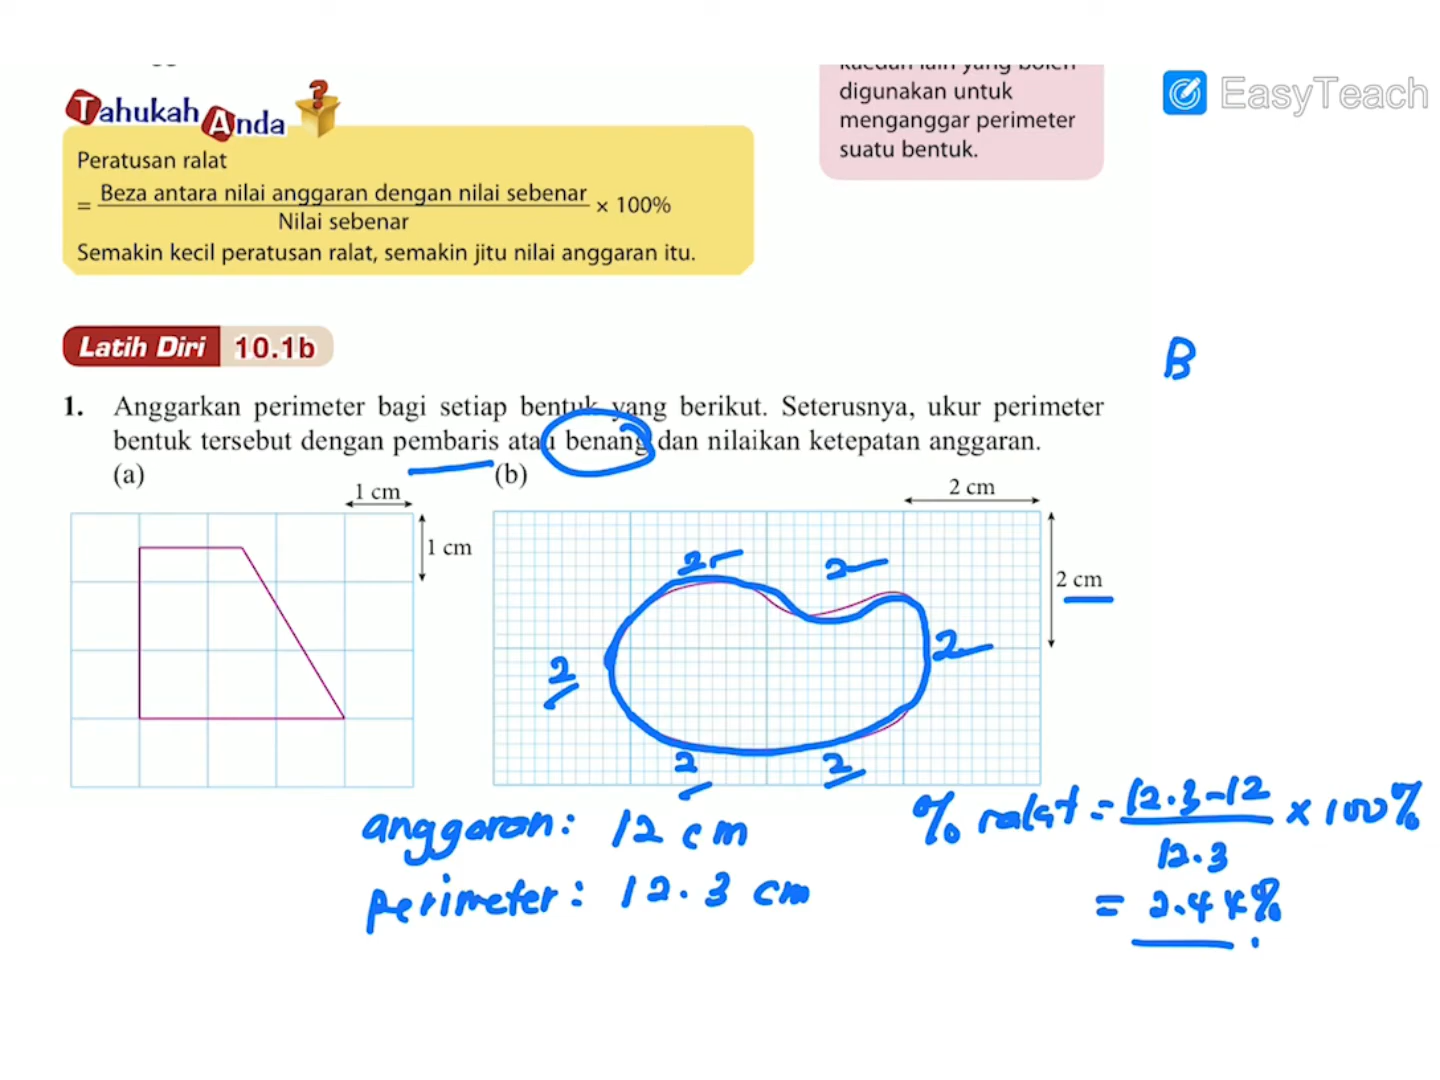 digunakan untuk
menganggar perimeter
suatu bentuk.
EasyTeach
Tahukah Anda
Peratusan ralat
= Beza antara nilai anggaran dengan nilai sebenar / Nilai sebenar × 100%
Semakin kecil peratusan ralat, semakin jitu nilai anggaran itu.
Latih Diri 10.1b
B
1. Anggarkan perimeter bagi setiap bentuk yang berikut. Seterusnya, ukur perimeter
bentuk tersebut dengan pembaris atau benang dan nilaikan ketepatan anggaran.
(a)
1 cm
1 cm
(b)
2 cm
2 cm
2
2
2
2
2
2
anggaran: 12 cm
perimeter: 12.3 cm
% ralat = 12.3-12 / 12.3 × 100%
= 2.44%